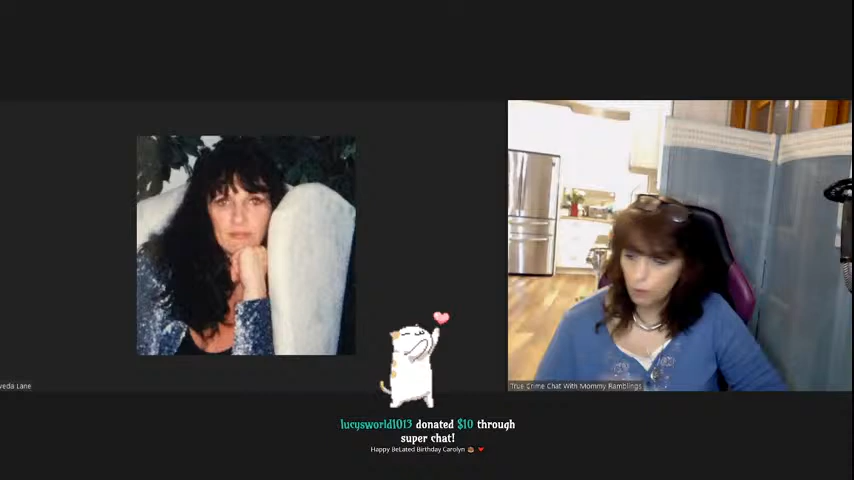 veda Lane
True Crime Chat With Mommy Ramblings
lucysworld1013 donated $10 through
super chat!
Happy BeLated Birthday Carolyn